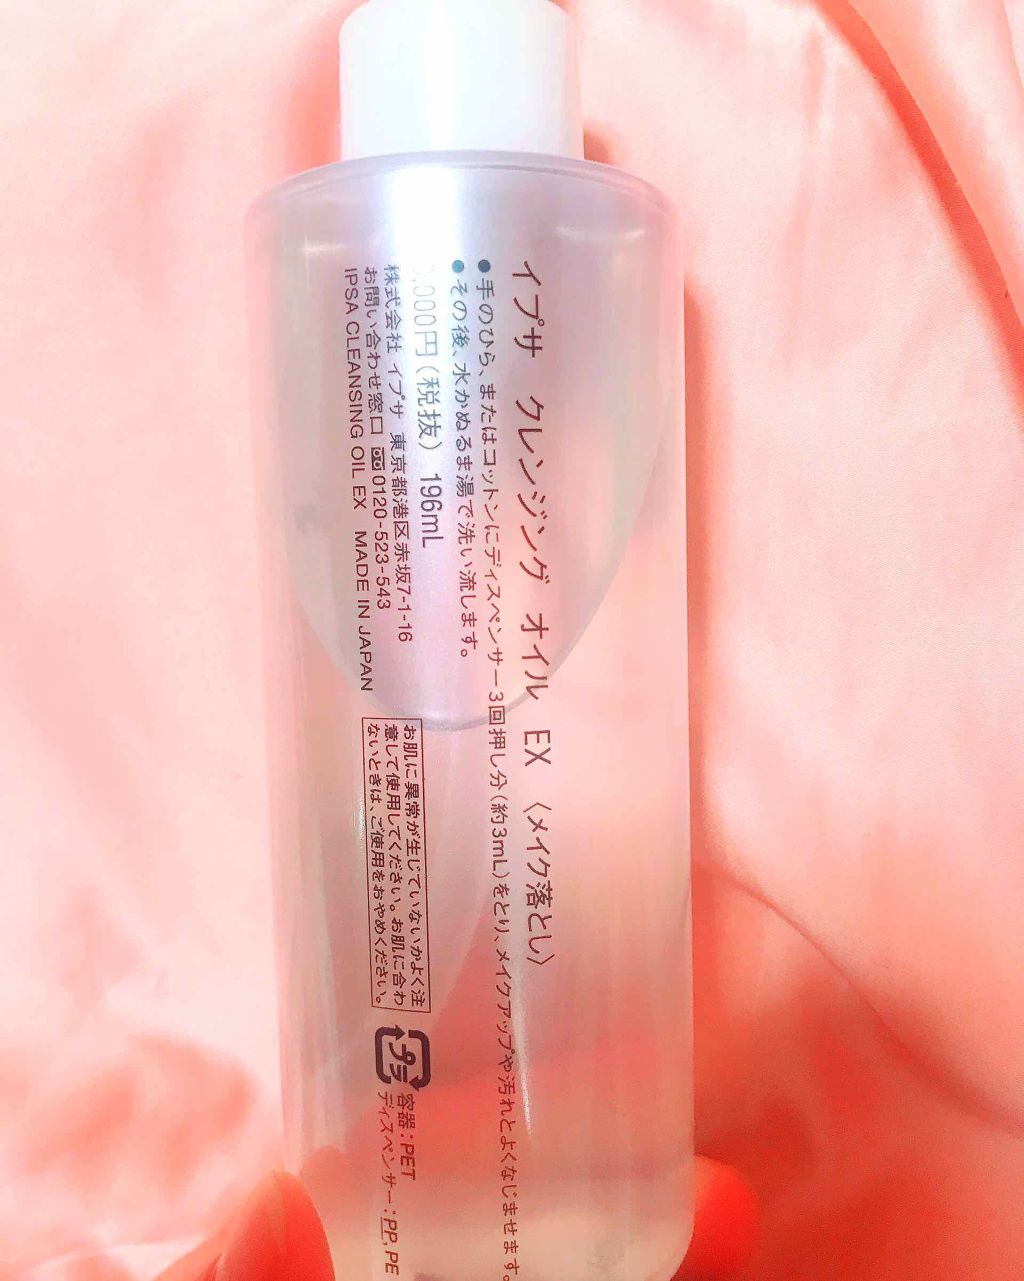 イプサ クレンジング オイル EX 〈メイク落とし〉
●手のひら、またはコットンにディスペンサー3回押し分(約3mL)をとり、メイクアップや汚れとよくなじませます。
●その後、水かぬるま湯で洗い流します。
,000円(税抜) 196mL
株式会社 イプサ 東京都港区赤坂7-1-16
お問い合わせ窓口 0120-523-543
IPSA CLEANSING OIL EX MADE IN JAPAN
お肌に異常が生じていないかよく注
意して使用してください。お肌に合わ
ないときは、ご使用をおやめください。
プラ
容器:PET
ディスペンサー:PP,PE